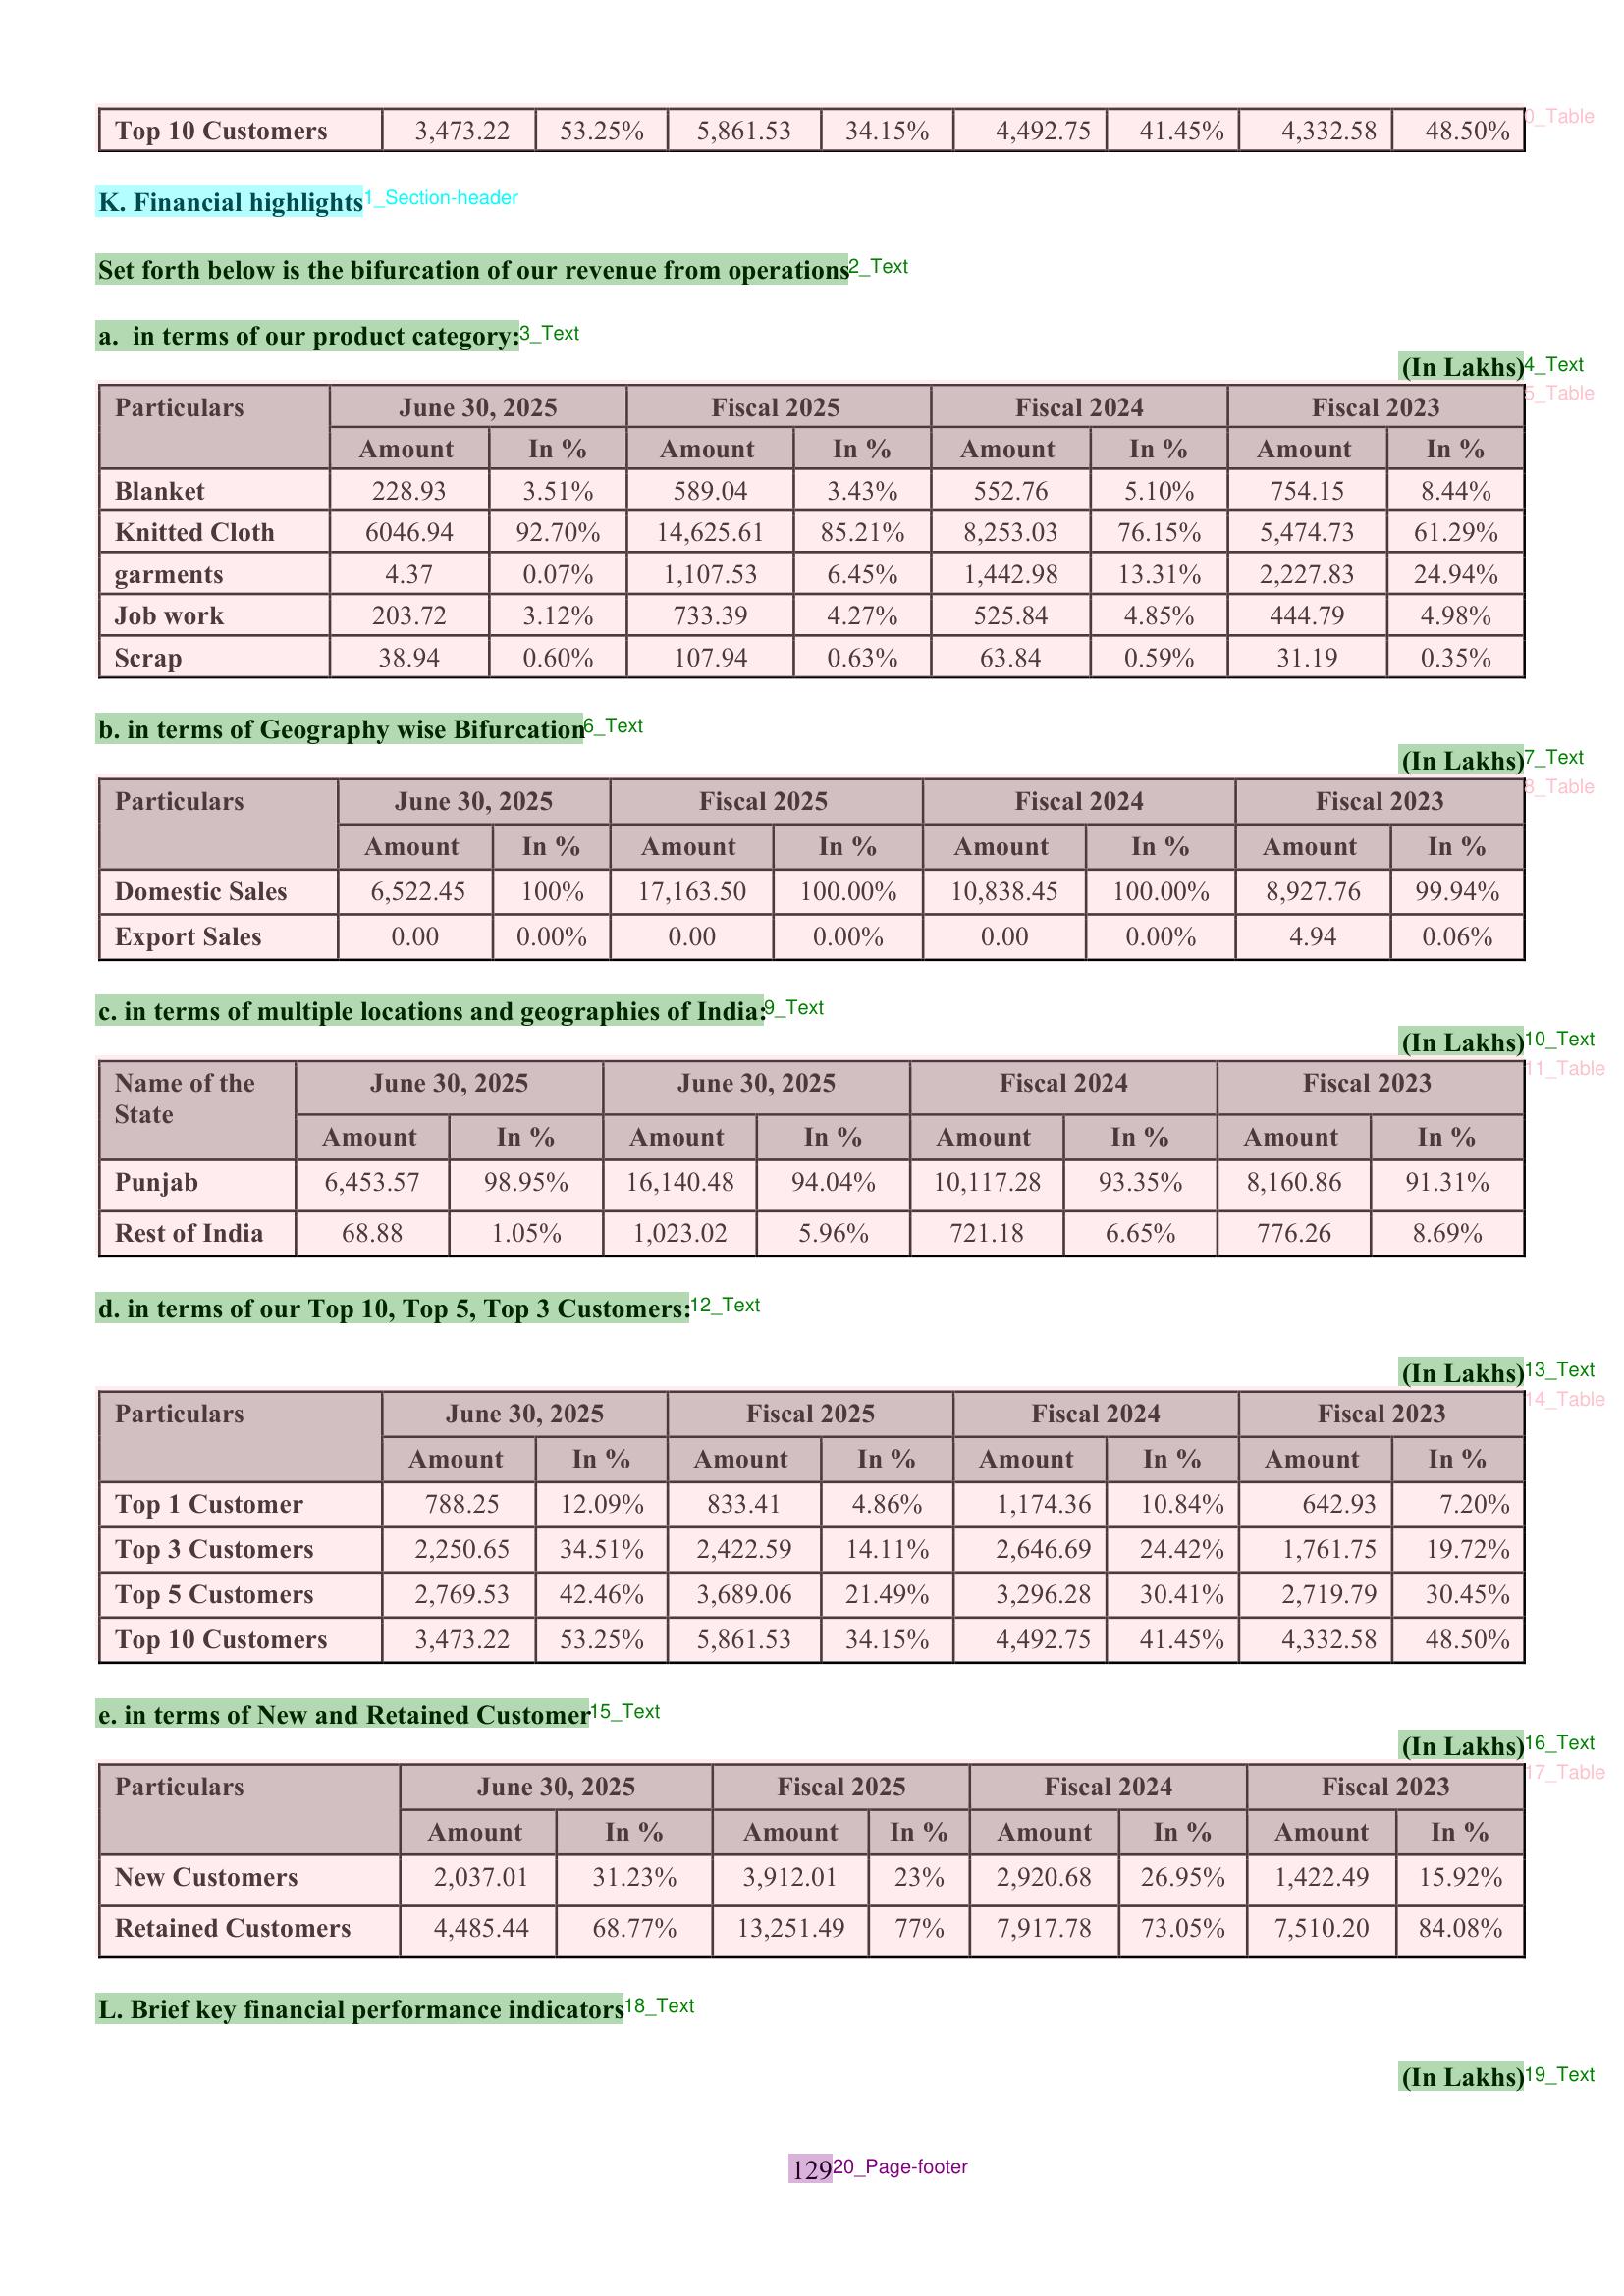 Top 10 Customers 3,473.22 53.25% 5,861.53 34.15% 4,492.75 41.45% 4,332.58 48.50% 0_Table
K. Financial highlights 1_Section-header
Set forth below is the bifurcation of our revenue from operations 2_Text
a. in terms of our product category: 3_Text
(In Lakhs) 4_Text
5_Table
Particulars June 30, 2025 Fiscal 2025 Fiscal 2024 Fiscal 2023
Amount In % Amount In % Amount In % Amount In %
Blanket 228.93 3.51% 589.04 3.43% 552.76 5.10% 754.15 8.44%
Knitted Cloth 6046.94 92.70% 14,625.61 85.21% 8,253.03 76.15% 5,474.73 61.29%
garments 4.37 0.07% 1,107.53 6.45% 1,442.98 13.31% 2,227.83 24.94%
Job work 203.72 3.12% 733.39 4.27% 525.84 4.85% 444.79 4.98%
Scrap 38.94 0.60% 107.94 0.63% 63.84 0.59% 31.19 0.35%
b. in terms of Geography wise Bifurcation 6_Text
(In Lakhs) 7_Text
8_Table
Particulars June 30, 2025 Fiscal 2025 Fiscal 2024 Fiscal 2023
Amount In % Amount In % Amount In % Amount In %
Domestic Sales 6,522.45 100% 17,163.50 100.00% 10,838.45 100.00% 8,927.76 99.94%
Export Sales 0.00 0.00% 0.00 0.00% 0.00 0.00% 4.94 0.06%
c. in terms of multiple locations and geographies of India: 9_Text
(In Lakhs) 10_Text
11_Table
Name of the State June 30, 2025 June 30, 2025 Fiscal 2024 Fiscal 2023
Amount In % Amount In % Amount In % Amount In %
Punjab 6,453.57 98.95% 16,140.48 94.04% 10,117.28 93.35% 8,160.86 91.31%
Rest of India 68.88 1.05% 1,023.02 5.96% 721.18 6.65% 776.26 8.69%
d. in terms of our Top 10, Top 5, Top 3 Customers: 12_Text
(In Lakhs) 13_Text
14_Table
Particulars June 30, 2025 Fiscal 2025 Fiscal 2024 Fiscal 2023
Amount In % Amount In % Amount In % Amount In %
Top 1 Customer 788.25 12.09% 833.41 4.86% 1,174.36 10.84% 642.93 7.20%
Top 3 Customers 2,250.65 34.51% 2,422.59 14.11% 2,646.69 24.42% 1,761.75 19.72%
Top 5 Customers 2,769.53 42.46% 3,689.06 21.49% 3,296.28 30.41% 2,719.79 30.45%
Top 10 Customers 3,473.22 53.25% 5,861.53 34.15% 4,492.75 41.45% 4,332.58 48.50%
e. in terms of New and Retained Customer 15_Text
(In Lakhs) 16_Text
17_Table
Particulars June 30, 2025 Fiscal 2025 Fiscal 2024 Fiscal 2023
Amount In % Amount In % Amount In % Amount In %
New Customers 2,037.01 31.23% 3,912.01 23% 2,920.68 26.95% 1,422.49 15.92%
Retained Customers 4,485.44 68.77% 13,251.49 77% 7,917.78 73.05% 7,510.20 84.08%
L. Brief key financial performance indicators 18_Text
(In Lakhs) 19_Text
129 20_Page-footer